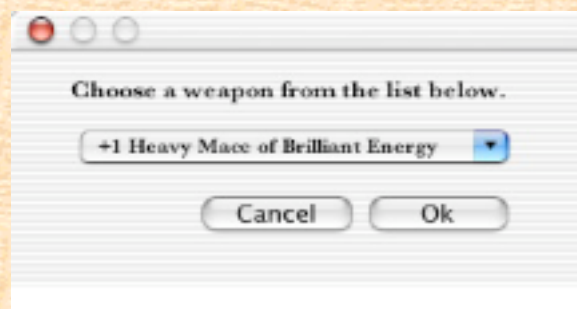 Choose a weapon from the list below.
+1 Heavy Mace of Brilliant Energy
Cancel Ok